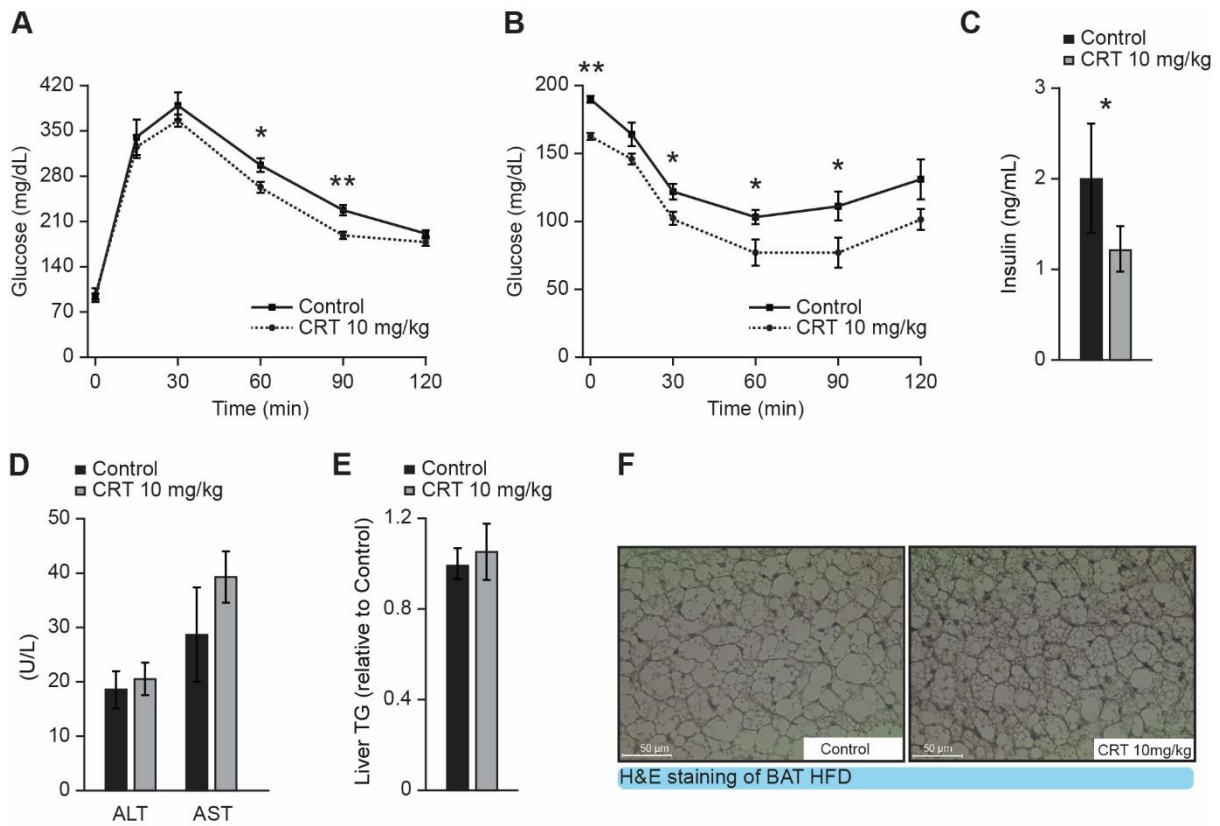 A
Glucose (mg/dL)
420
350
280
210
140
70
0
*
**
Control
CRT 10 mg/kg
0
30
60
90
120
Time (min)
B
Glucose (mg/dL)
200
150
100
50
0
**
*
*
*
Control
CRT 10 mg/kg
0
30
60
90
120
Time (min)
C
Control
CRT 10 mg/kg
Insulin (ng/mL)
3
2
1
0
*
D
Control
CRT 10 mg/kg
(U/L)
50
40
30
20
10
0
ALT
AST
E
Control
CRT 10 mg/kg
Liver TG (relative to Control)
1.2
0.8
0.4
0
F
50 µm
Control
50 µm
CRT 10mg/kg
H&E staining of BAT HFD